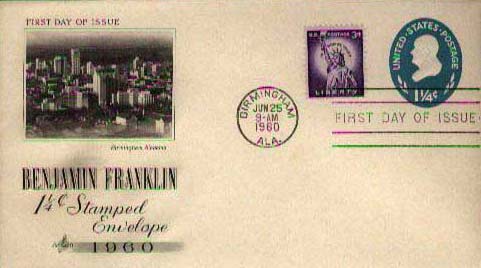 FIRST DAY OF ISSUE
Birmingham, Alabama
BENJAMIN FRANKLIN
1¼¢ Stamped
Envelope
1960
U.S. POSTAGE 3¢
LIBERTY
UNITED·STATES·POSTAGE
1¼¢
BIRMINGHAM
JUN 25
9-AM
1960
ALA.
FIRST DAY OF ISSUE